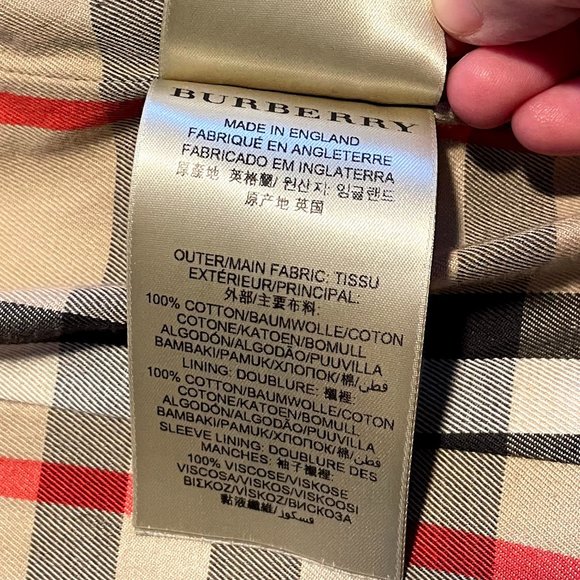 BURBERRY
MADE IN ENGLAND
FABRIQUÉ EN ANGLETERRE
FABRICADO EM INGLATERRA
原産地 英格蘭/ 원산지: 잉글랜드
原产地 英国
OUTER/MAIN FABRIC: TISSU
EXTÉRIEUR/PRINCIPAL:
外部/主要布料:
100% COTTON/BAUMWOLLE/COTON
COTONE/KATOEN/BOMULL
ALGODÓN/ALGODÃO/PUUVILLA
BAMBAKI/PAMUK/ХЛОПОК/棉/قطن
LINING: DOUBLURE: 襯裡:
100% COTTON/BAUMWOLLE/COTON
COTONE/KATOEN/BOMULL
ALGODÓN/ALGODÃO/PUUVILLA
BAMBAKI/PAMUK/ХЛОПОК/棉/قطن
SLEEVE LINING: DOUBLURE DES
MANCHES: 袖子襯裡:
100% VISCOSE/VISKOSE
VISCOSA/VISKOS/VISKOOSI
ΒΙΣΚΟΖ/VİSKOZ/ВИСКОЗА
黏液纖維/فسكوز